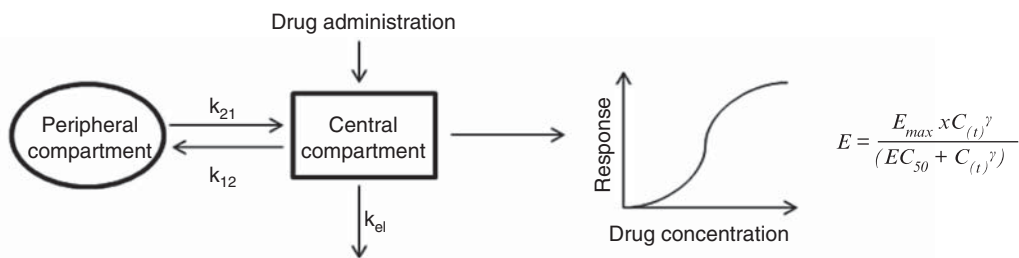 Drug administration
k21
Peripheral
compartment
Central
compartment
k12
kel
Response
Drug concentration
E = Emax xC(t)γ
(EC50 + C(t)γ)